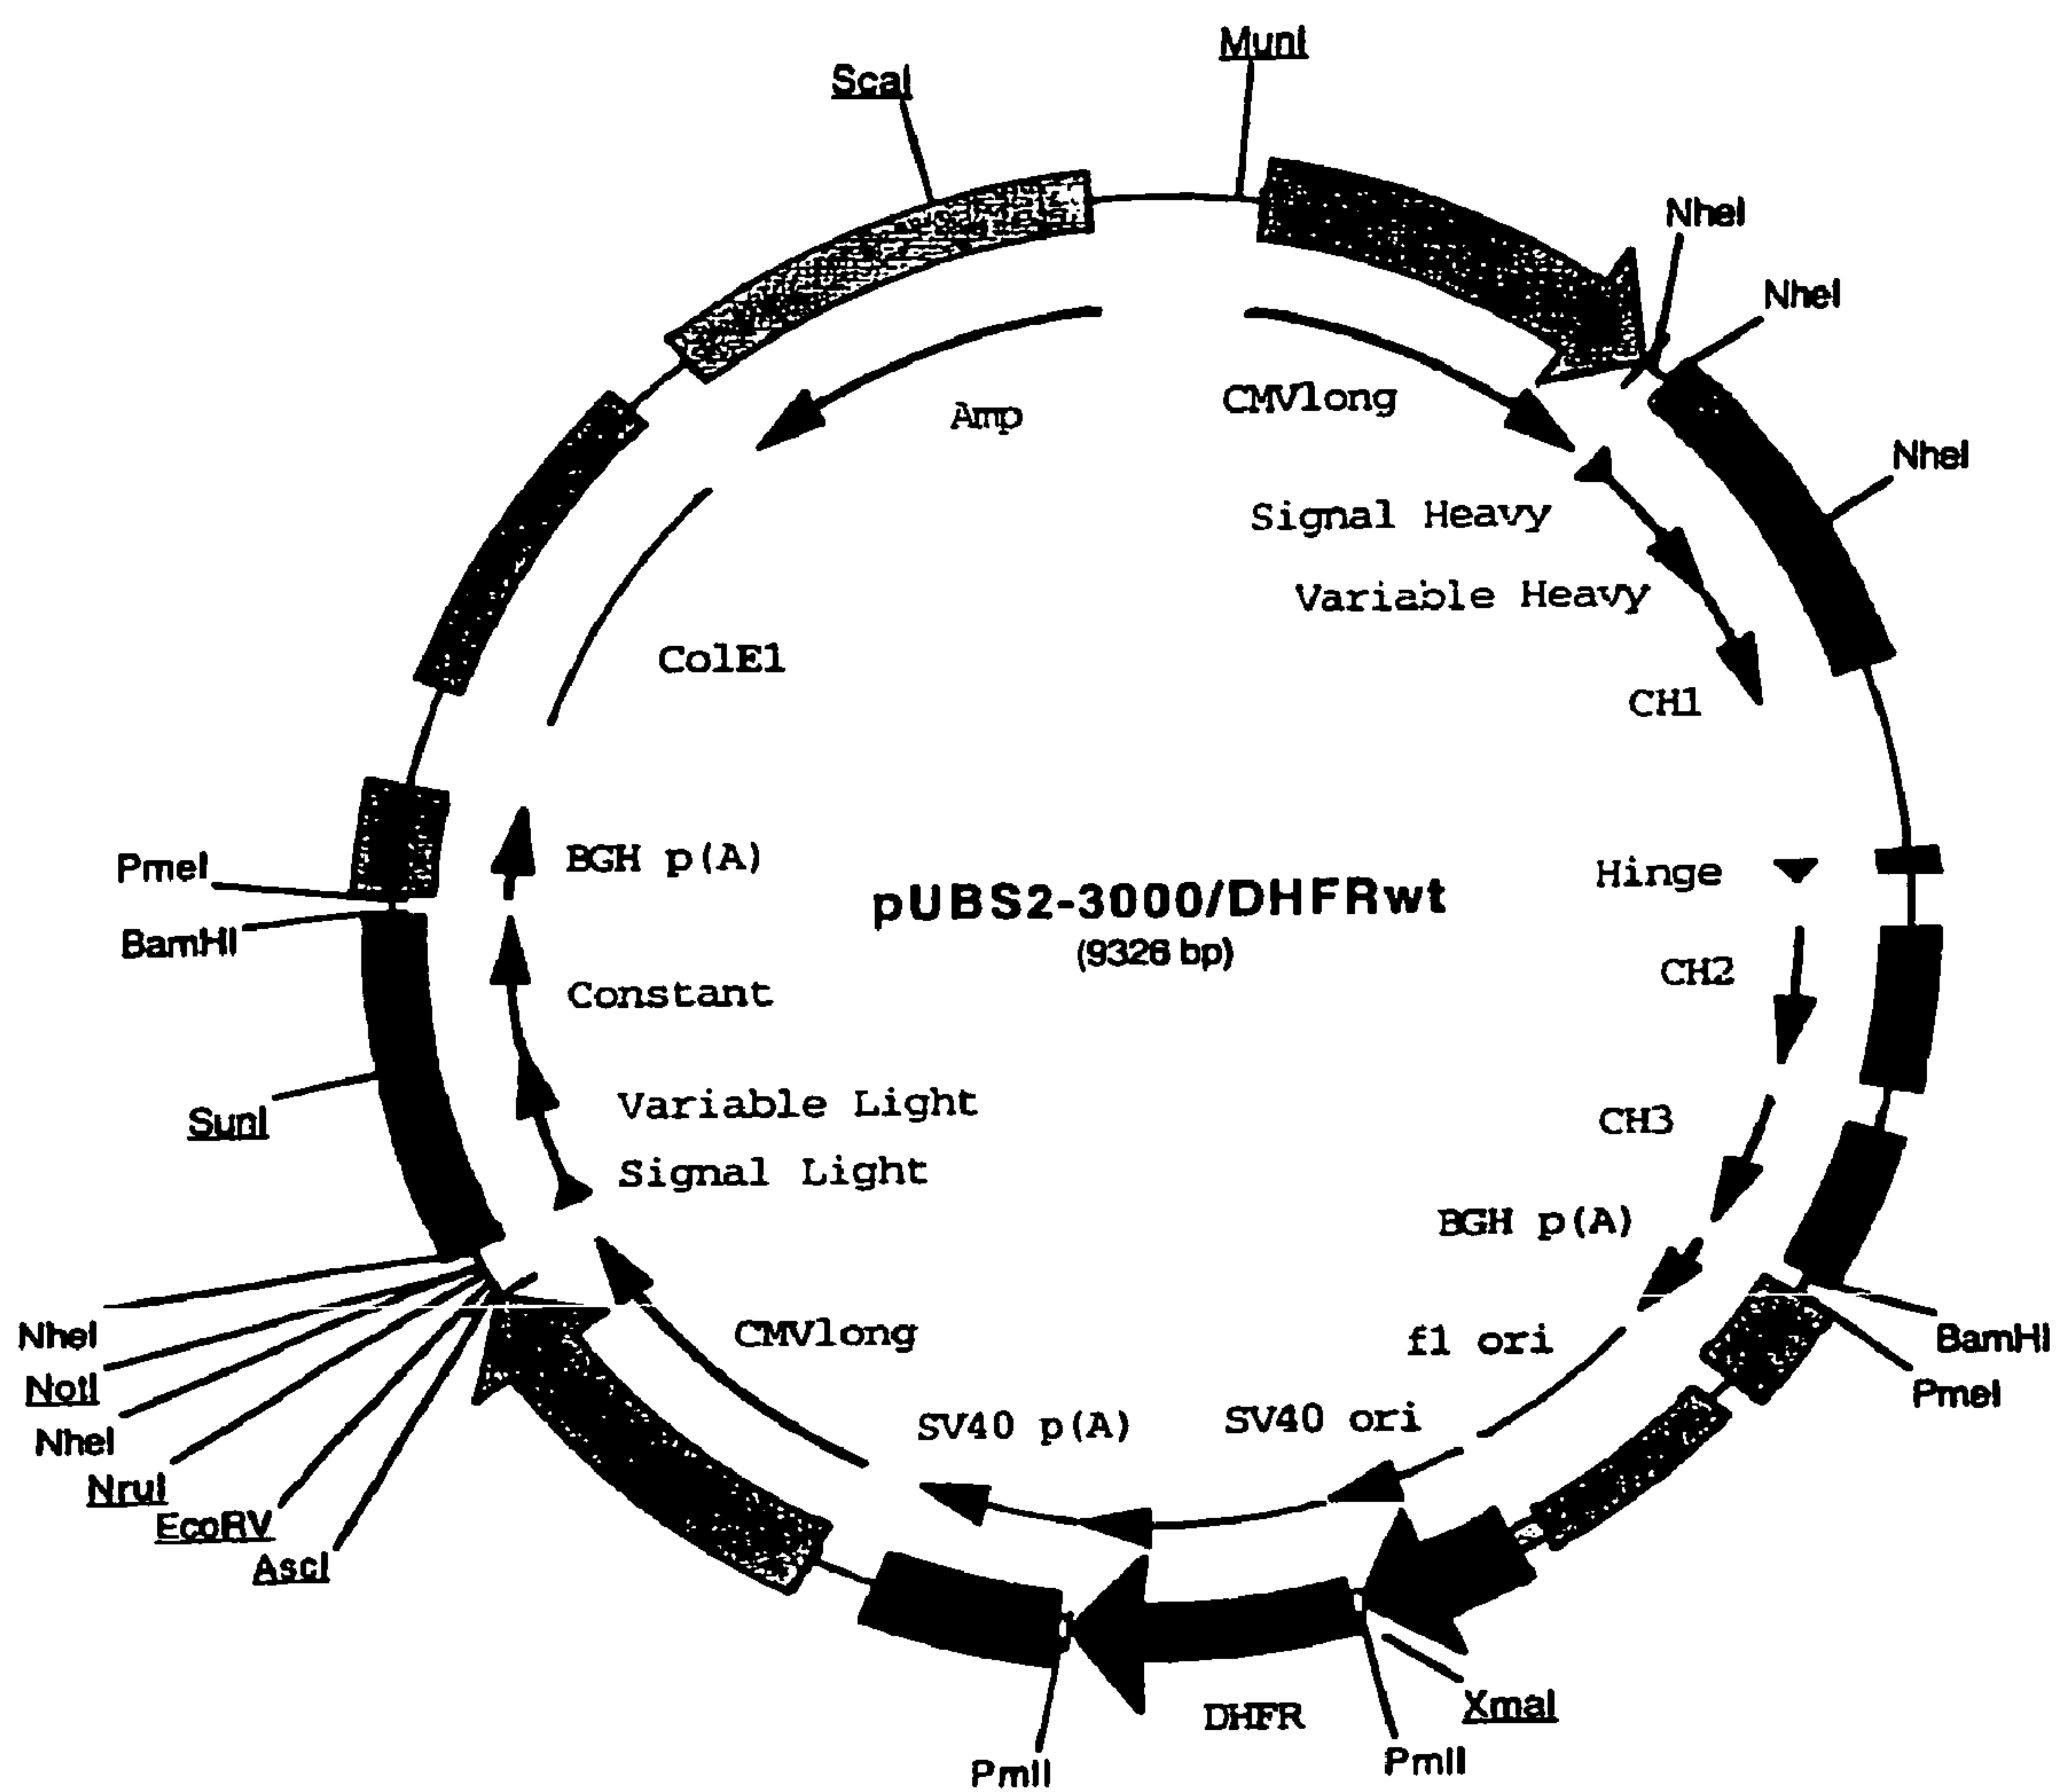 MunI
ScaI
NheI
NheI
NheI
CMVlong
Amp
Signal Heavy
Variable Heavy
ColE1
CH1
BGH p(A)
Hinge
PmeI
pUBS2-3000/DHFRwt
BamHI
(9326 bp)
CH2
Constant
Variable Light
SunI
CH3
Signal Light
BGH p(A)
NheI
CMVlong
f1 ori
BamHI
NotI
PmeI
SV40 p(A)
SV40 ori
NheI
NruI
EcoRV
AscI
XmaI
DHFR
PmlI
PmlI